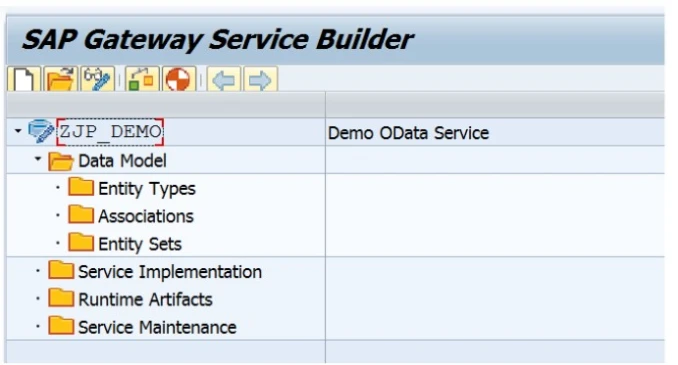 SAP Gateway Service Builder
ZJP_DEMO Demo OData Service
Data Model
Entity Types
Associations
Entity Sets
Service Implementation
Runtime Artifacts
Service Maintenance